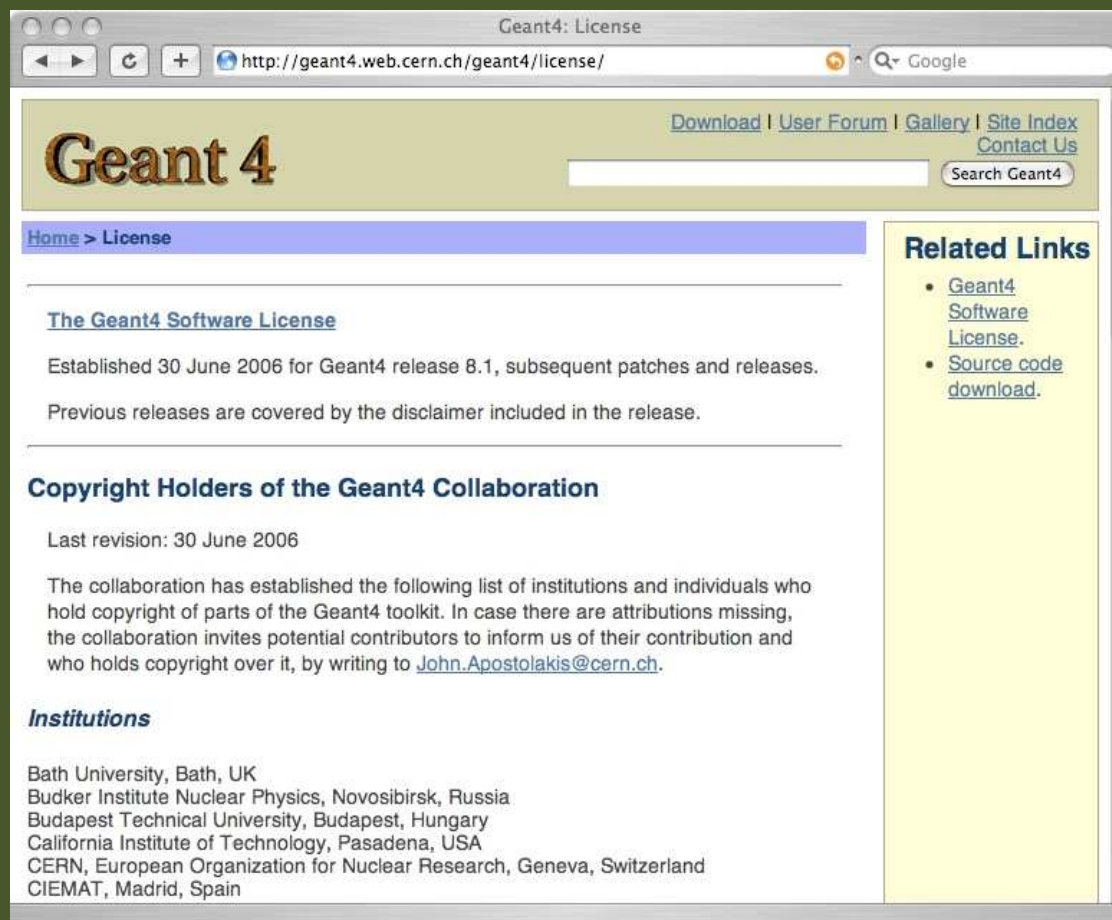 Geant4: License
http://geant4.web.cern.ch/geant4/license/
Google
Geant 4
Download | User Forum | Gallery | Site Index
Contact Us
Search Geant4
Home > License
The Geant4 Software License
Established 30 June 2006 for Geant4 release 8.1, subsequent patches and releases.
Previous releases are covered by the disclaimer included in the release.
Copyright Holders of the Geant4 Collaboration
Last revision: 30 June 2006
The collaboration has established the following list of institutions and individuals who
hold copyright of parts of the Geant4 toolkit. In case there are attributions missing,
the collaboration invites potential contributors to inform us of their contribution and
who holds copyright over it, by writing to John.Apostolakis@cern.ch.
Institutions
Bath University, Bath, UK
Budker Institute Nuclear Physics, Novosibirsk, Russia
Budapest Technical University, Budapest, Hungary
California Institute of Technology, Pasadena, USA
CERN, European Organization for Nuclear Research, Geneva, Switzerland
CIEMAT, Madrid, Spain
Related Links
Geant4
Software
License.
Source code
download.